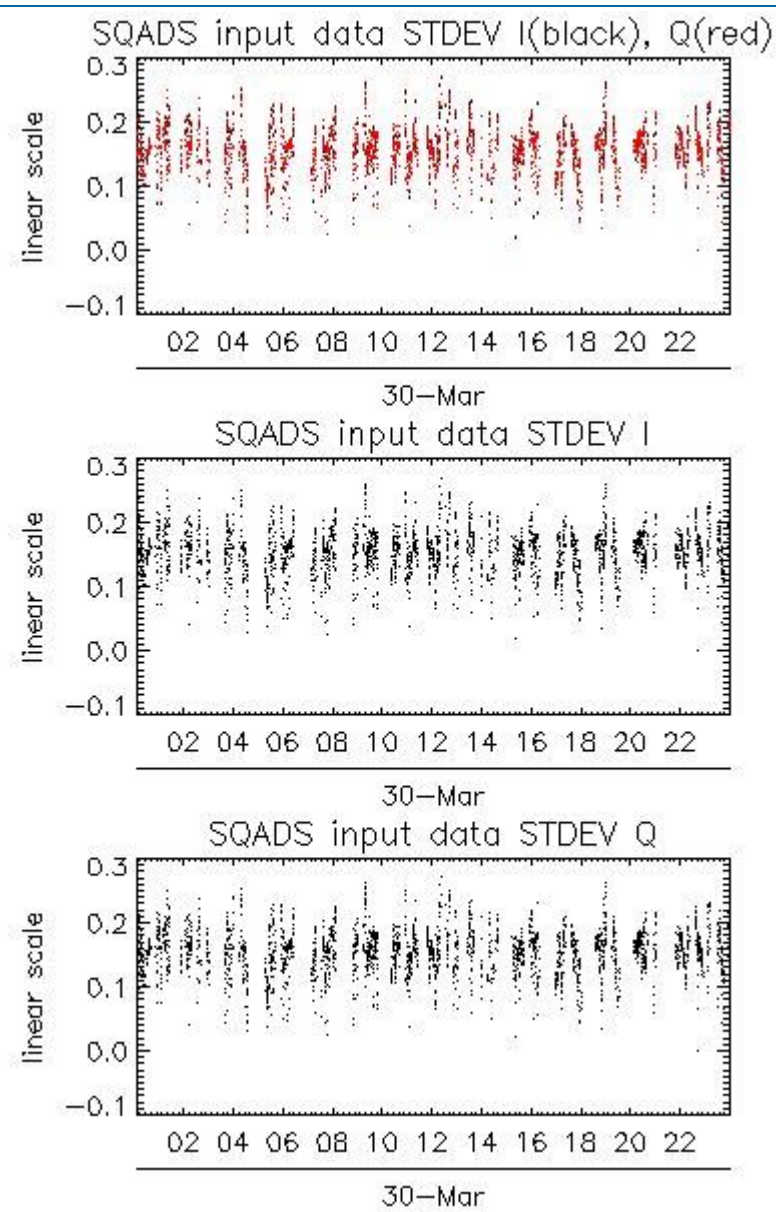 SQADS input data STDEV I(black), Q(red)
0.3
0.2
0.1
0.0
−0.1
linear scale
02 04 06 08 10 12 14 16 18 20 22
30−Mar
SQADS input data STDEV I
0.3
0.2
0.1
0.0
−0.1
linear scale
02 04 06 08 10 12 14 16 18 20 22
30−Mar
SQADS input data STDEV Q
0.3
0.2
0.1
0.0
−0.1
linear scale
02 04 06 08 10 12 14 16 18 20 22
30−Mar